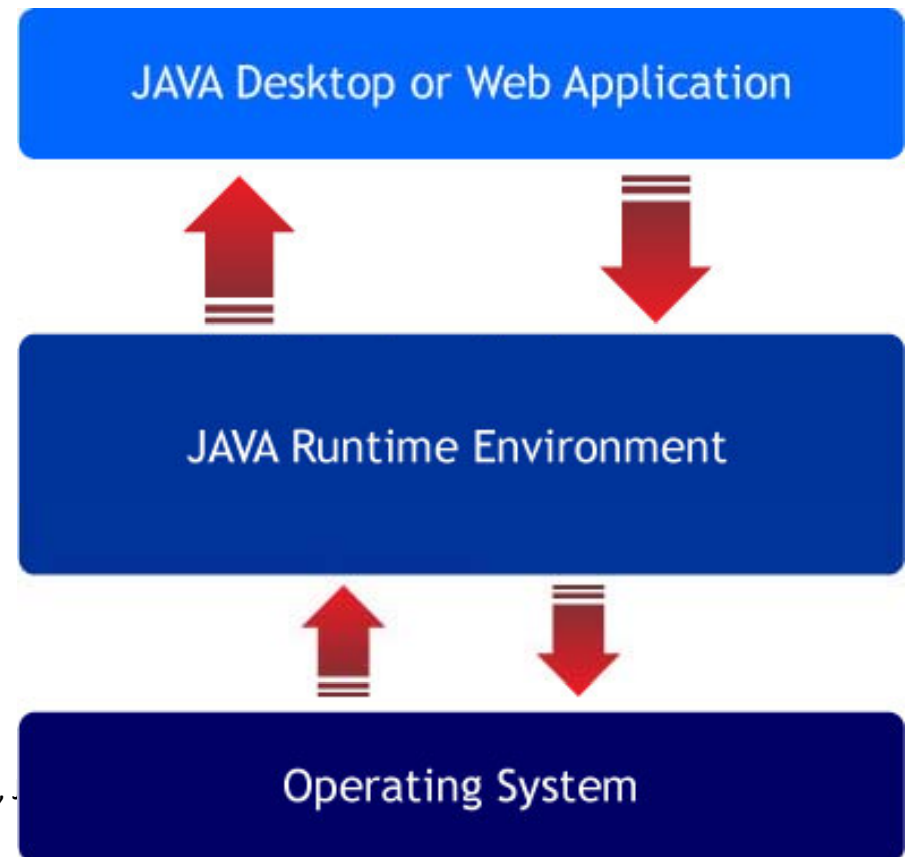 JAVA Desktop or Web Application
JAVA Runtime Environment
Operating System